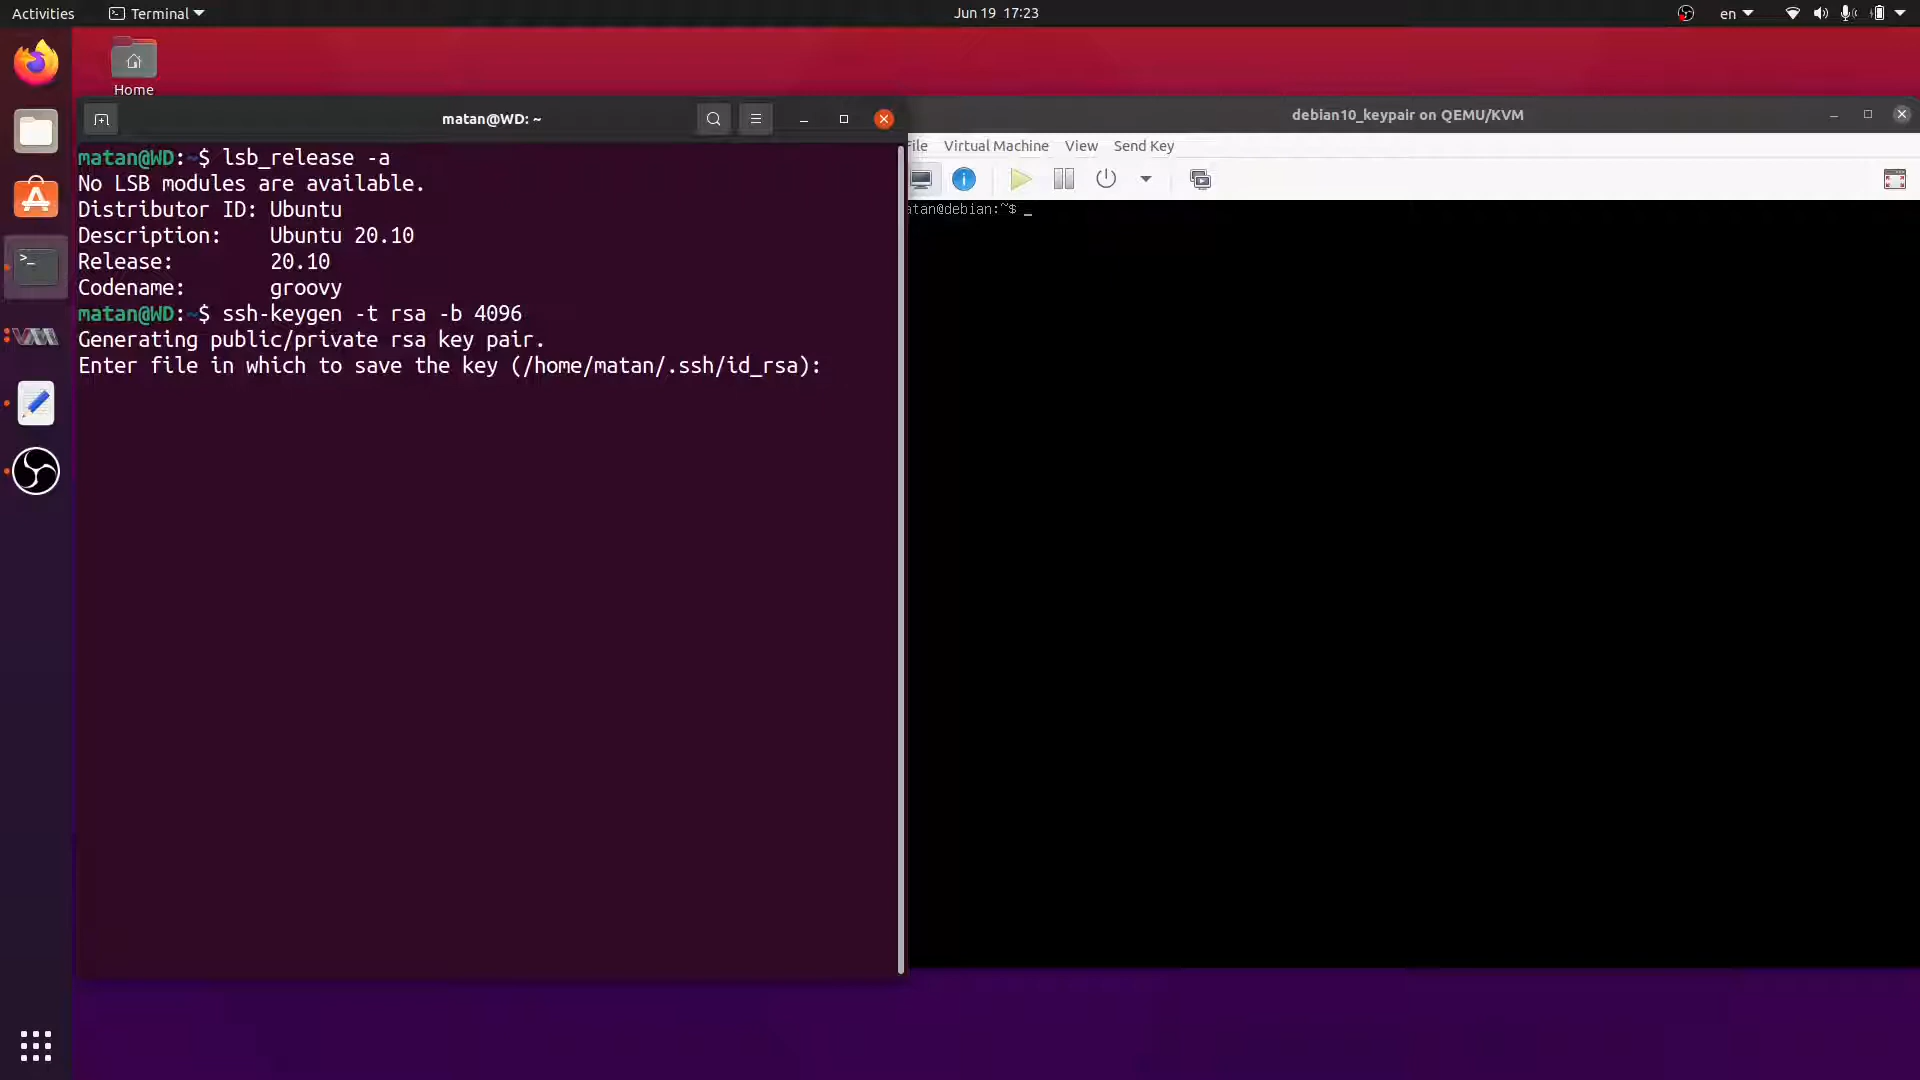 Activities
Terminal
Jun 19 17:23
en
Home
matan@WD: ~
matan@WD:~$ lsb_release -a
No LSB modules are available.
Distributor ID: Ubuntu
Description: Ubuntu 20.10
Release: 20.10
Codename: groovy
matan@WD:~$ ssh-keygen -t rsa -b 4096
Generating public/private rsa key pair.
Enter file in which to save the key (/home/matan/.ssh/id_rsa):
debian10_keypair on QEMU/KVM
ile Virtual Machine View Send Key
atan@debian:~$ _